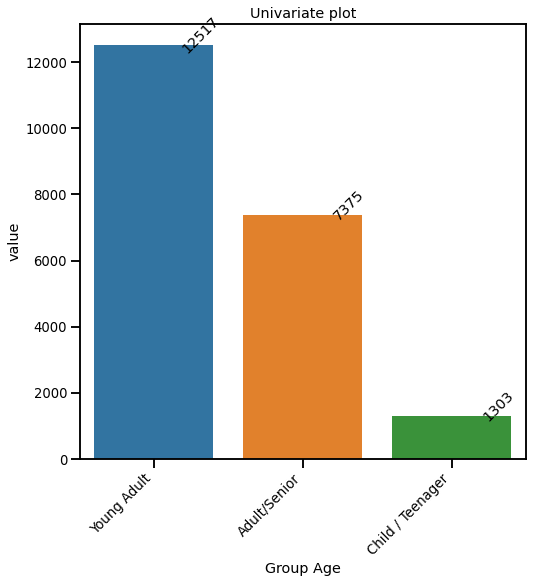 Univariate plot
12517
7375
1303
value
12000
10000
8000
6000
4000
2000
0
Young Adult
Adult/Senior
Child / Teenager
Group Age